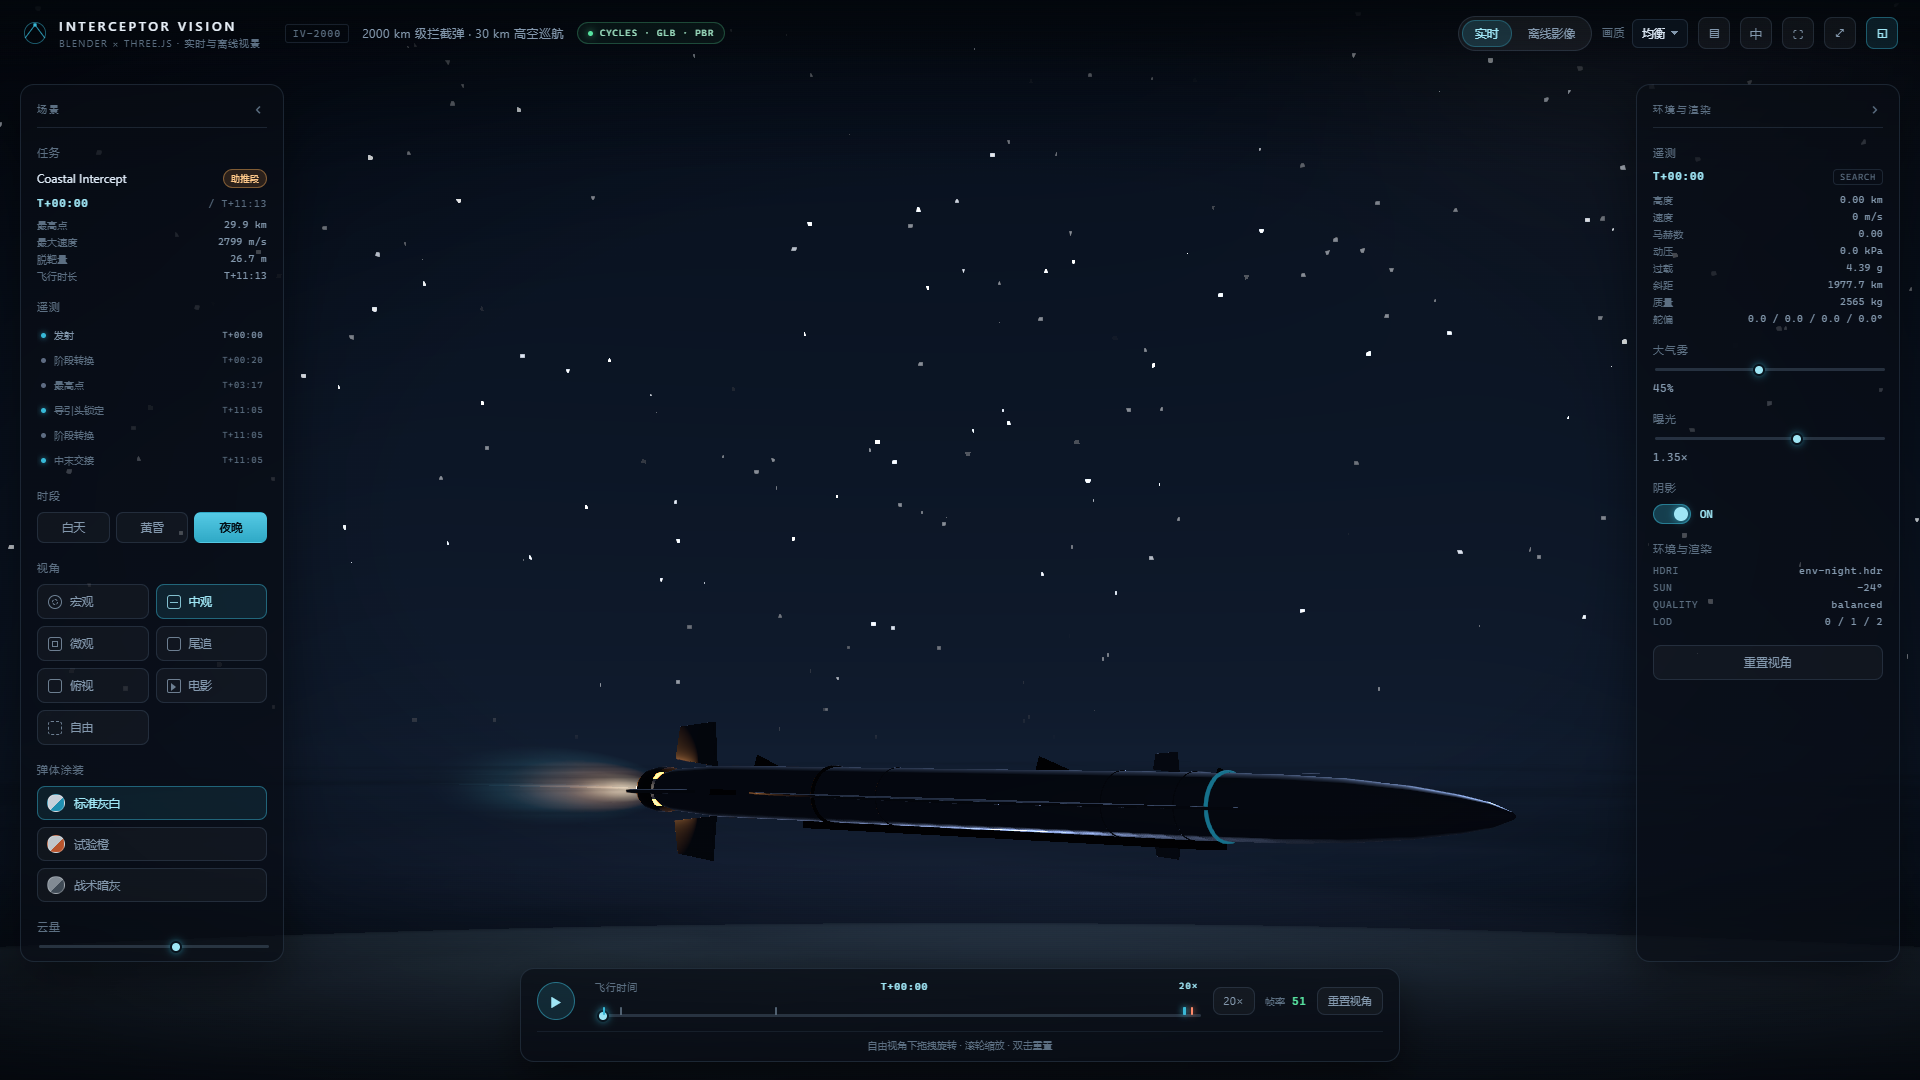 INTERCEPTOR VISION
BLENDER × THREE.JS · 实时与离线视景
IV-2000
2000 km 级拦截弹 · 30 km 高空巡航
CYCLES · GLB · PBR
实时
离线影像
画质
均衡
中
场景
任务
Coastal Intercept
助推段
T+00:00
/ T+11:13
最高点 29.9 km
最大速度 2799 m/s
脱靶量 26.7 m
飞行时长 T+11:13
遥测
发射 T+00:00
阶段转换 T+00:20
最高点 T+03:17
导引头锁定 T+11:05
阶段转换 T+11:05
中末交接 T+11:05
时段
白天
黄昏
夜晚
视角
宏观
中观
微观
尾追
俯视
电影
自由
弹体涂装
标准灰白
试验橙
战术暗灰
云量
环境与渲染
遥测
T+00:00
SEARCH
高度 0.00 km
速度 0 m/s
马赫数 0.00
动压 0.0 kPa
过载 4.39 g
斜距 1977.7 km
质量 2565 kg
舵偏 0.0 / 0.0 / 0.0 / 0.0°
大气雾
45%
曝光
1.35×
阴影
ON
环境与渲染
HDRI env-night.hdr
SUN -24°
QUALITY balanced
LOD 0 / 1 / 2
重置视角
飞行时间
T+00:00
20×
20×
帧率 51
重置视角
自由视角下拖拽旋转 · 滚轮缩放 · 双击重置